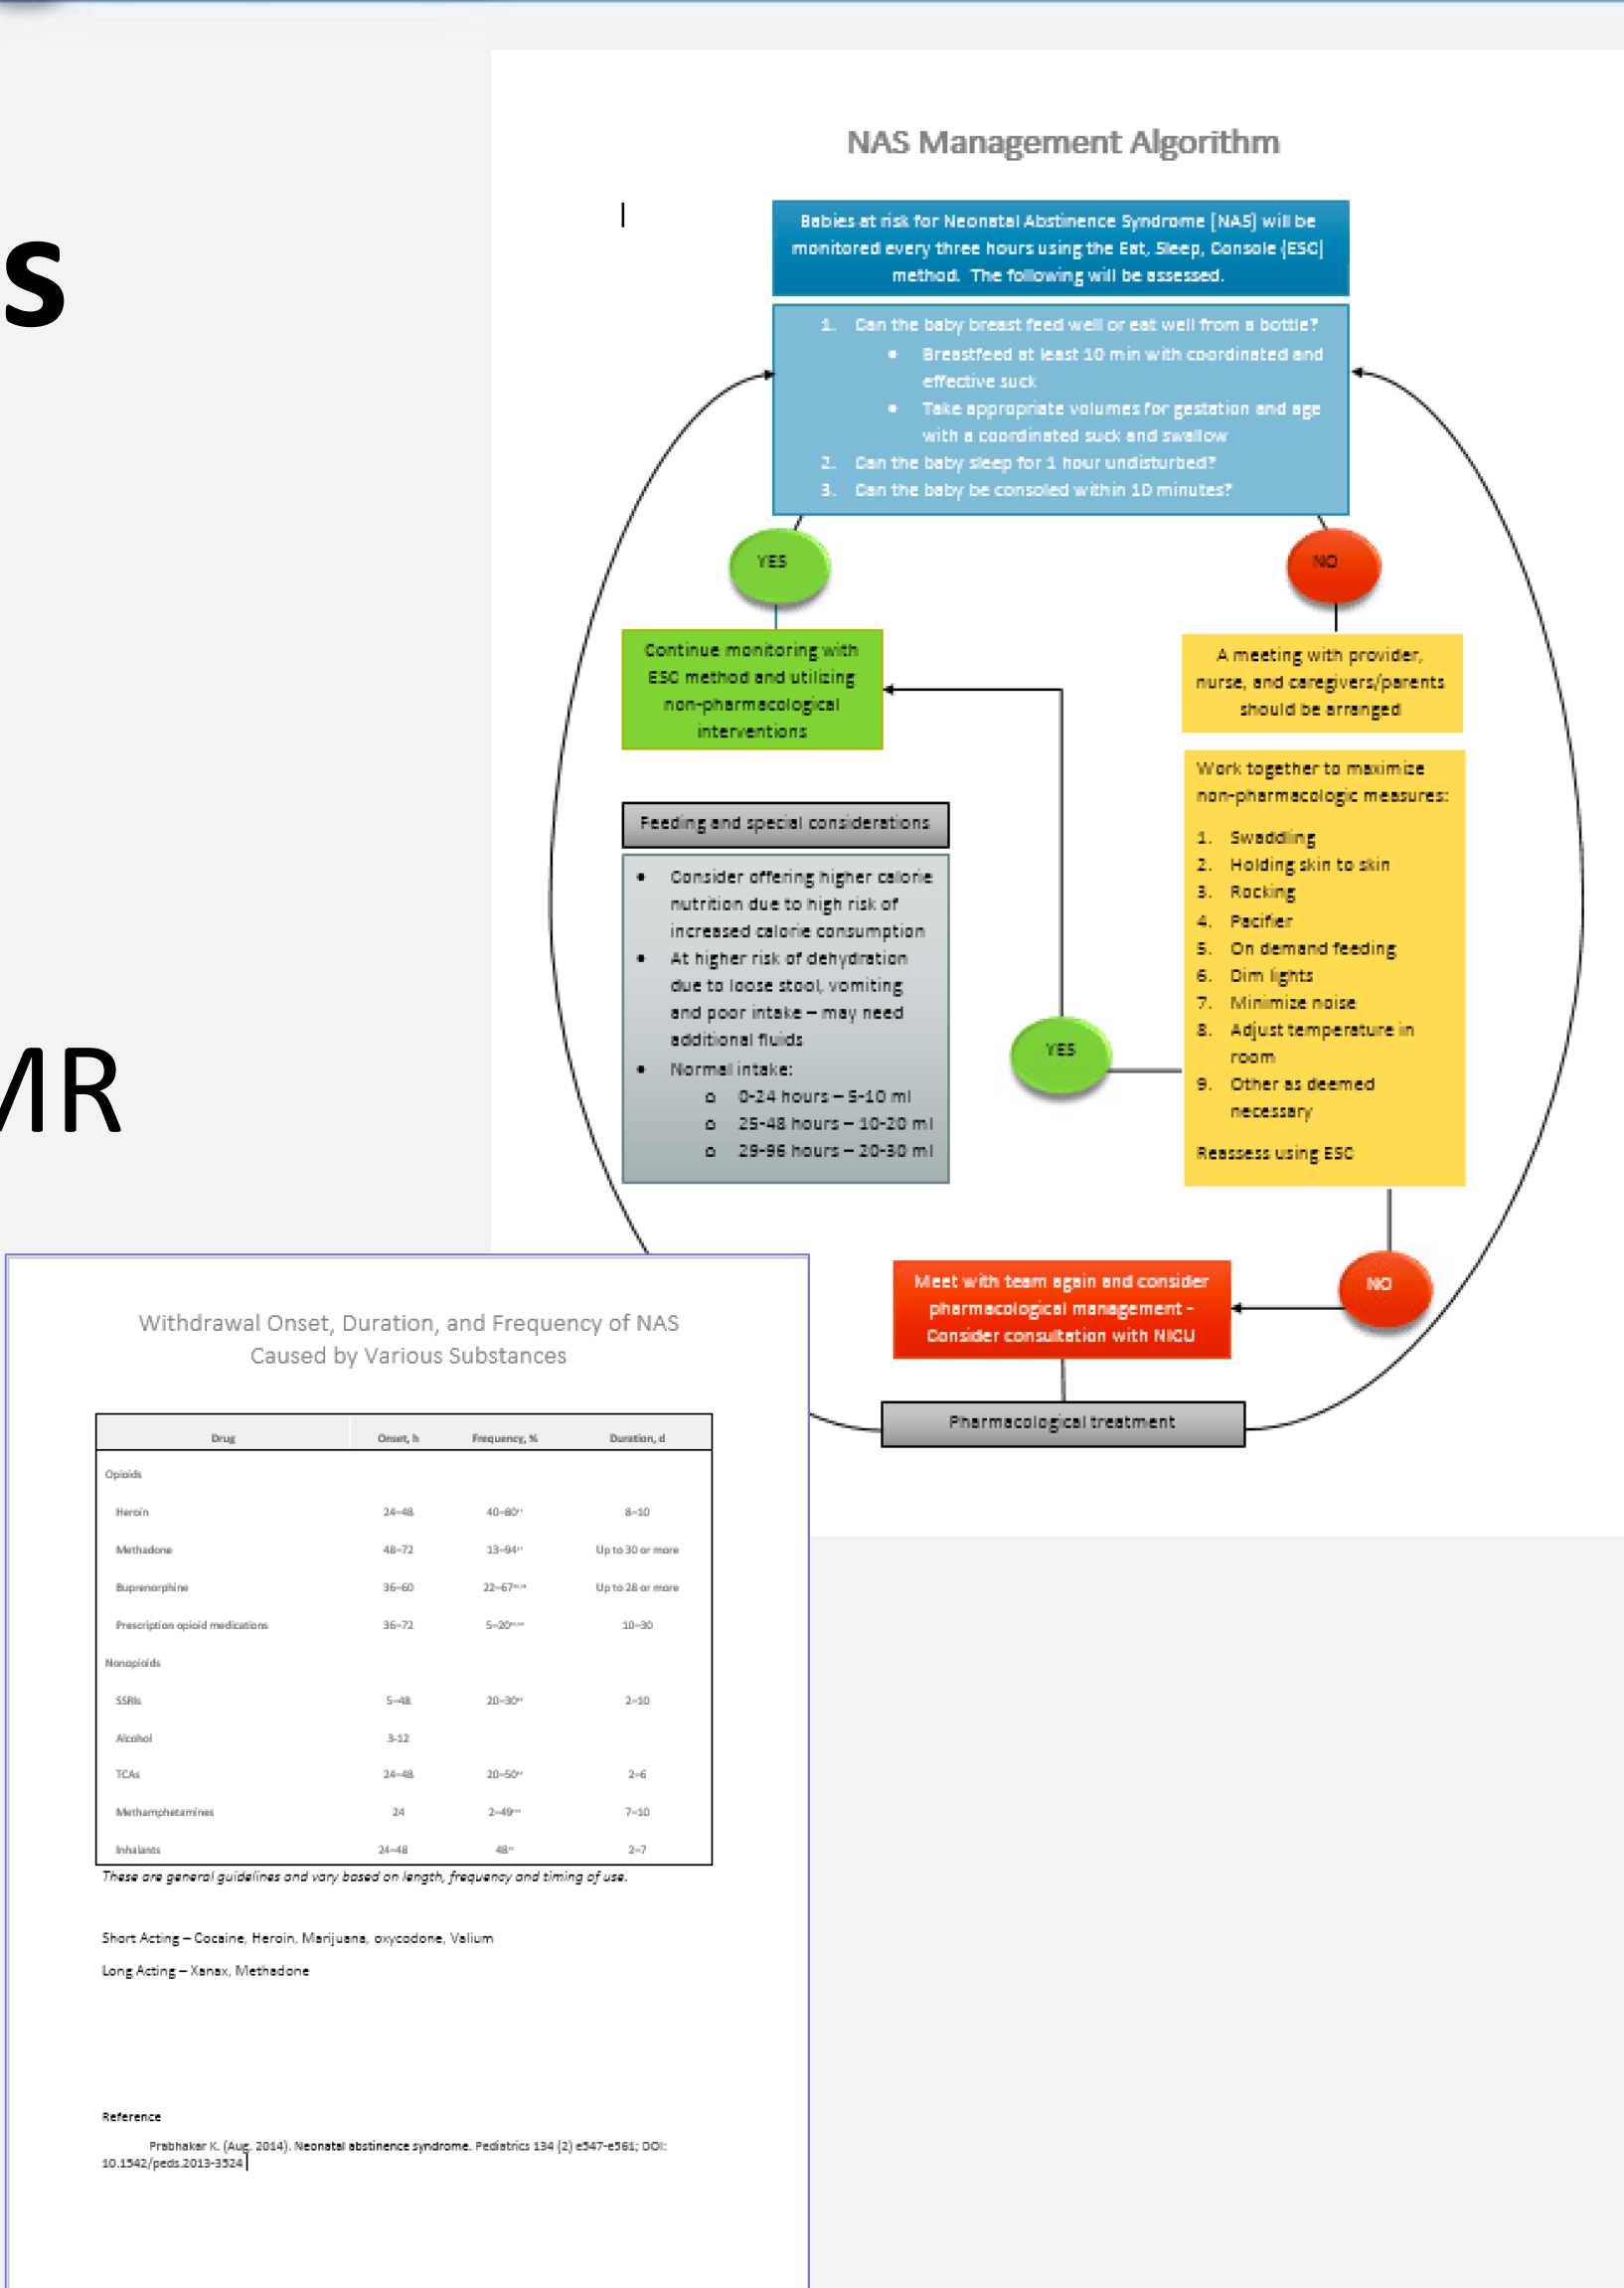 s
MR
NAS Management Algorithm
Babies at risk for Neonatal Abstinence Syndrome (NAS) will be
monitored every three hours using the Eat, Sleep, Console (ESC)
method. The following will be assessed.
1. Can the baby breast feed well or eat well from a bottle?
• Breastfeed at least 10 min with coordinated and
effective suck
• Take appropriate volumes for gestation and age
with a coordinated suck and swallow
2. Can the baby sleep for 1 hour undisturbed?
3. Can the baby be consoled within 10 minutes?
YES
NO
Continue monitoring with
ESC method and utilizing
non-pharmacological
interventions
A meeting with provider,
nurse, and caregivers/parents
should be arranged
Work together to maximize
non-pharmacologic measures:
1. Swaddling
2. Holding skin to skin
3. Rocking
4. Pacifier
5. On demand feeding
6. Dim lights
7. Minimize noise
8. Adjust temperature in
room
9. Other as deemed
necessary
Reassess using ESC
Feeding and special considerations
• Consider offering higher calorie
nutrition due to high risk of
increased calorie consumption
• At higher risk of dehydration
due to loose stool, vomiting
and poor intake – may need
additional fluids
• Normal intake:
o 0-24 hours – 5-10 ml
o 25-48 hours – 10-20 ml
o 29-96 hours – 20-30 ml
YES
NO
Meet with team again and consider
pharmacological management -
Consider consultation with NICU
Pharmacological treatment
Withdrawal Onset, Duration, and Frequency of NAS
Caused by Various Substances
Drug Onset, h Frequency, % Duration, d
Opioids
Heroin 24–48 40–80 8–10
Methadone 48–72 13–94 Up to 30 or more
Buprenorphine 36–60 22–67 Up to 28 or more
Prescription opioid medications 36–72 5–20 10–30
Nonopioids
SSRIs 5–48 20–30 2–10
Alcohol 3-12
TCAs 24–48 20–50 2–6
Methamphetamines 24 2–49 7–10
Inhalants 24–48 48 2–7
These are general guidelines and vary based on length, frequency and timing of use.
Short Acting – Cocaine, Heroin, Marijuana, oxycodone, Valium
Long Acting – Xanax, Methadone
Reference
Prabhakar K. (Aug. 2014). Neonatal abstinence syndrome. Pediatrics 134 (2) e547-e561; DOI:
10.1542/peds.2013-3524